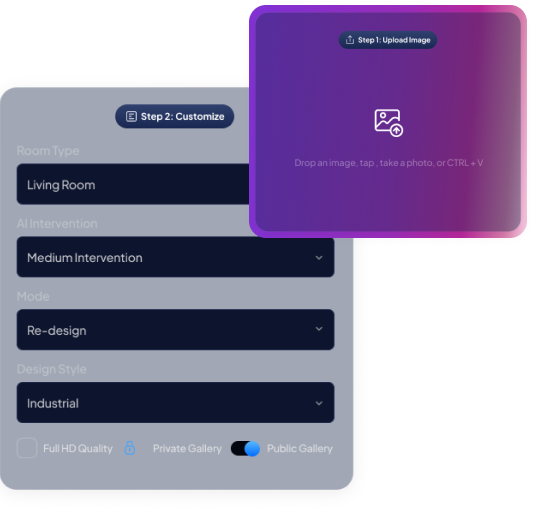 Step 1: Upload Image
Drop an image, tap , take a photo, or CTRL + V
Step 2: Customize
Room Type
Living Room
AI Intervention
Medium Intervention
Mode
Re-design
Design Style
Industrial
Full HD Quality Private Gallery Public Gallery